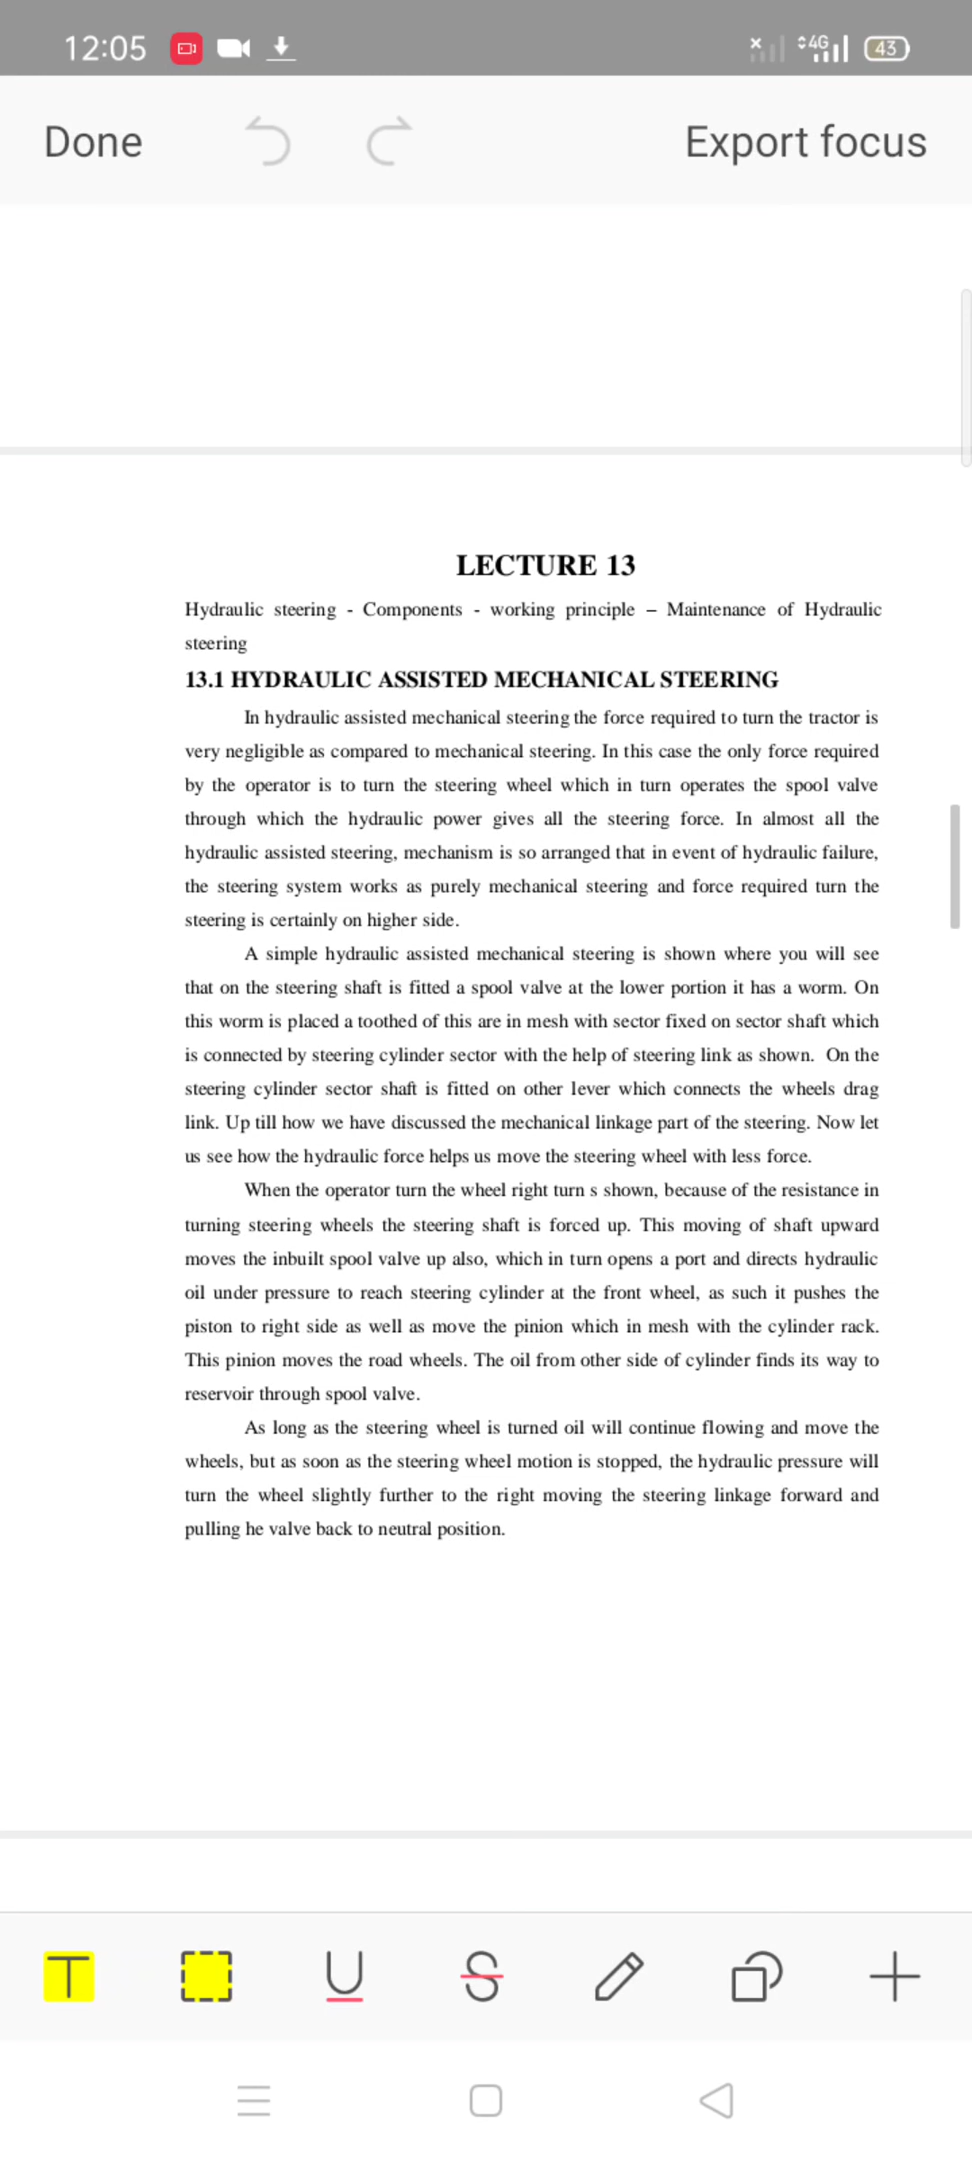 12:05
4G
43
Done
Export focus
LECTURE 13
Hydraulic steering - Components - working principle – Maintenance of Hydraulic
steering
13.1 HYDRAULIC ASSISTED MECHANICAL STEERING
In hydraulic assisted mechanical steering the force required to turn the tractor is
very negligible as compared to mechanical steering. In this case the only force required
by the operator is to turn the steering wheel which in turn operates the spool valve
through which the hydraulic power gives all the steering force. In almost all the
hydraulic assisted steering, mechanism is so arranged that in event of hydraulic failure,
the steering system works as purely mechanical steering and force required turn the
steering is certainly on higher side.
A simple hydraulic assisted mechanical steering is shown where you will see
that on the steering shaft is fitted a spool valve at the lower portion it has a worm. On
this worm is placed a toothed of this are in mesh with sector fixed on sector shaft which
is connected by steering cylinder sector with the help of steering link as shown. On the
steering cylinder sector shaft is fitted on other lever which connects the wheels drag
link. Up till how we have discussed the mechanical linkage part of the steering. Now let
us see how the hydraulic force helps us move the steering wheel with less force.
When the operator turn the wheel right turn s shown, because of the resistance in
turning steering wheels the steering shaft is forced up. This moving of shaft upward
moves the inbuilt spool valve up also, which in turn opens a port and directs hydraulic
oil under pressure to reach steering cylinder at the front wheel, as such it pushes the
piston to right side as well as move the pinion which in mesh with the cylinder rack.
This pinion moves the road wheels. The oil from other side of cylinder finds its way to
reservoir through spool valve.
As long as the steering wheel is turned oil will continue flowing and move the
wheels, but as soon as the steering wheel motion is stopped, the hydraulic pressure will
turn the wheel slightly further to the right moving the steering linkage forward and
pulling he valve back to neutral position.
T U S